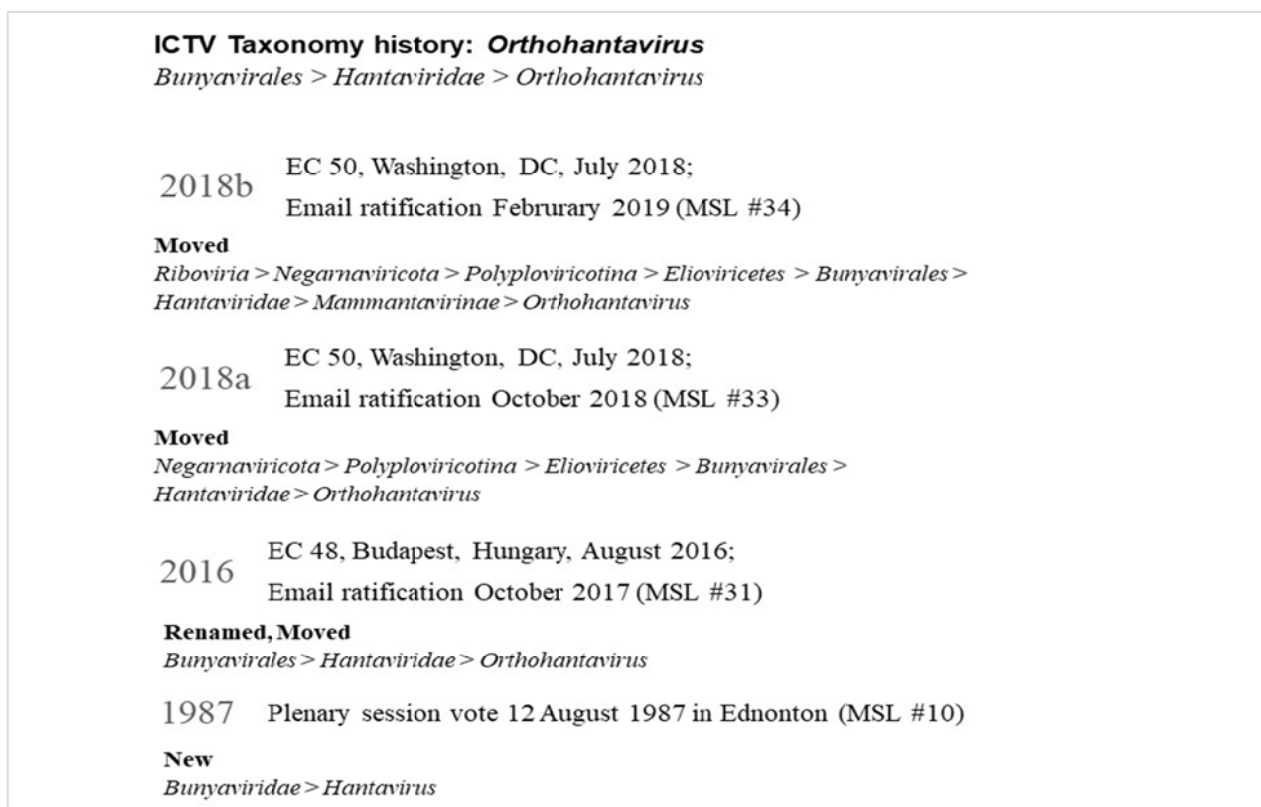 ICTV Taxonomy history: Orthohantavirus
Bunyavirales > Hantaviridae > Orthohantavirus
2018b
EC 50, Washington, DC, July 2018;
Email ratification Februrary 2019 (MSL #34)
Moved
Riboviria > Negarnaviricota > Polyploviricotina > Elioviricetes > Bunyavirales >
Hantaviridae > Mammantavirinae > Orthohantavirus
2018a
EC 50, Washington, DC, July 2018;
Email ratification October 2018 (MSL #33)
Moved
Negarnaviricota > Polyploviricotina > Elioviricetes > Bunyavirales >
Hantaviridae > Orthohantavirus
2016
EC 48, Budapest, Hungary, August 2016;
Email ratification October 2017 (MSL #31)
Renamed, Moved
Bunyavirales > Hantaviridae > Orthohantavirus
1987 Plenary session vote 12 August 1987 in Ednonton (MSL #10)
New
Bunyaviridae > Hantavirus